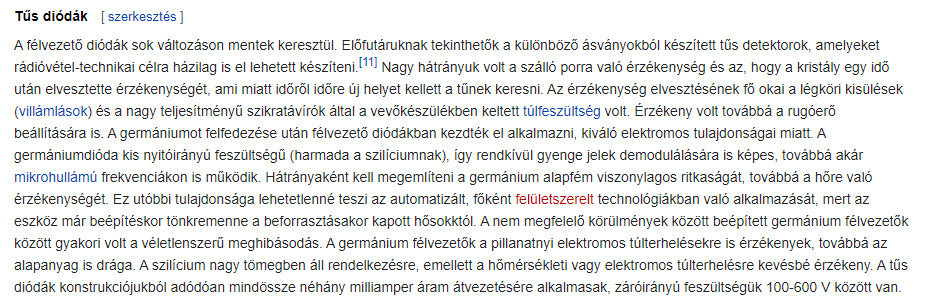 Tűs diódák [ szerkesztés ]
A félvezető diódák sok változáson mentek keresztül. Előfutáruknak tekinthetők a különböző ásványokból készített tűs detektorok, amelyeket
rádióvétel-technikai célra házilag is el lehetett készíteni.[11] Nagy hátrányuk volt a szálló porra való érzékenység és az, hogy a kristály egy idő
után elvesztette érzékenységét, ami miatt időről időre új helyet kellett a tűnek keresni. Az érzékenység elvesztésének fő okai a légköri kisülések
(villámlások) és a nagy teljesítményű szikratávírók által a vevőkészülékben keltett túlfeszültség volt. Érzékeny volt továbbá a rugóerő
beállítására is. A germániumot felfedezése után félvezető diódákban kezdték el alkalmazni, kiváló elektromos tulajdonságai miatt. A
germániumdióda kis nyitóirányú feszültségű (harmada a szilíciumnak), így rendkívül gyenge jelek demodulálására is képes, továbbá akár
mikrohullámú frekvenciákon is működik. Hátrányaként kell megemlíteni a germánium alapfém viszonylagos ritkaságát, továbbá a hőre való
érzékenységét. Ez utóbbi tulajdonsága lehetetlenné teszi az automatizált, főként felületszerelt technológiákban való alkalmazását, mert az
eszköz már beépítéskor tönkremenne a beforrasztásakor kapott hősokktól. A nem megfelelő körülmények között beépített germánium félvezetők
között gyakori volt a véletlenszerű meghibásodás. A germánium félvezetők a pillanatnyi elektromos túlterhelésekre is érzékenyek, továbbá az
alapanyag is drága. A szilícium nagy tömegben áll rendelkezésre, emellett a hőmérsékleti vagy elektromos túlterhelésre kevésbé érzékeny. A tűs
diódák konstrukciójukból adódóan mindössze néhány milliamper áram átvezetésére alkalmasak, záróirányú feszültségük 100-600 V között van.